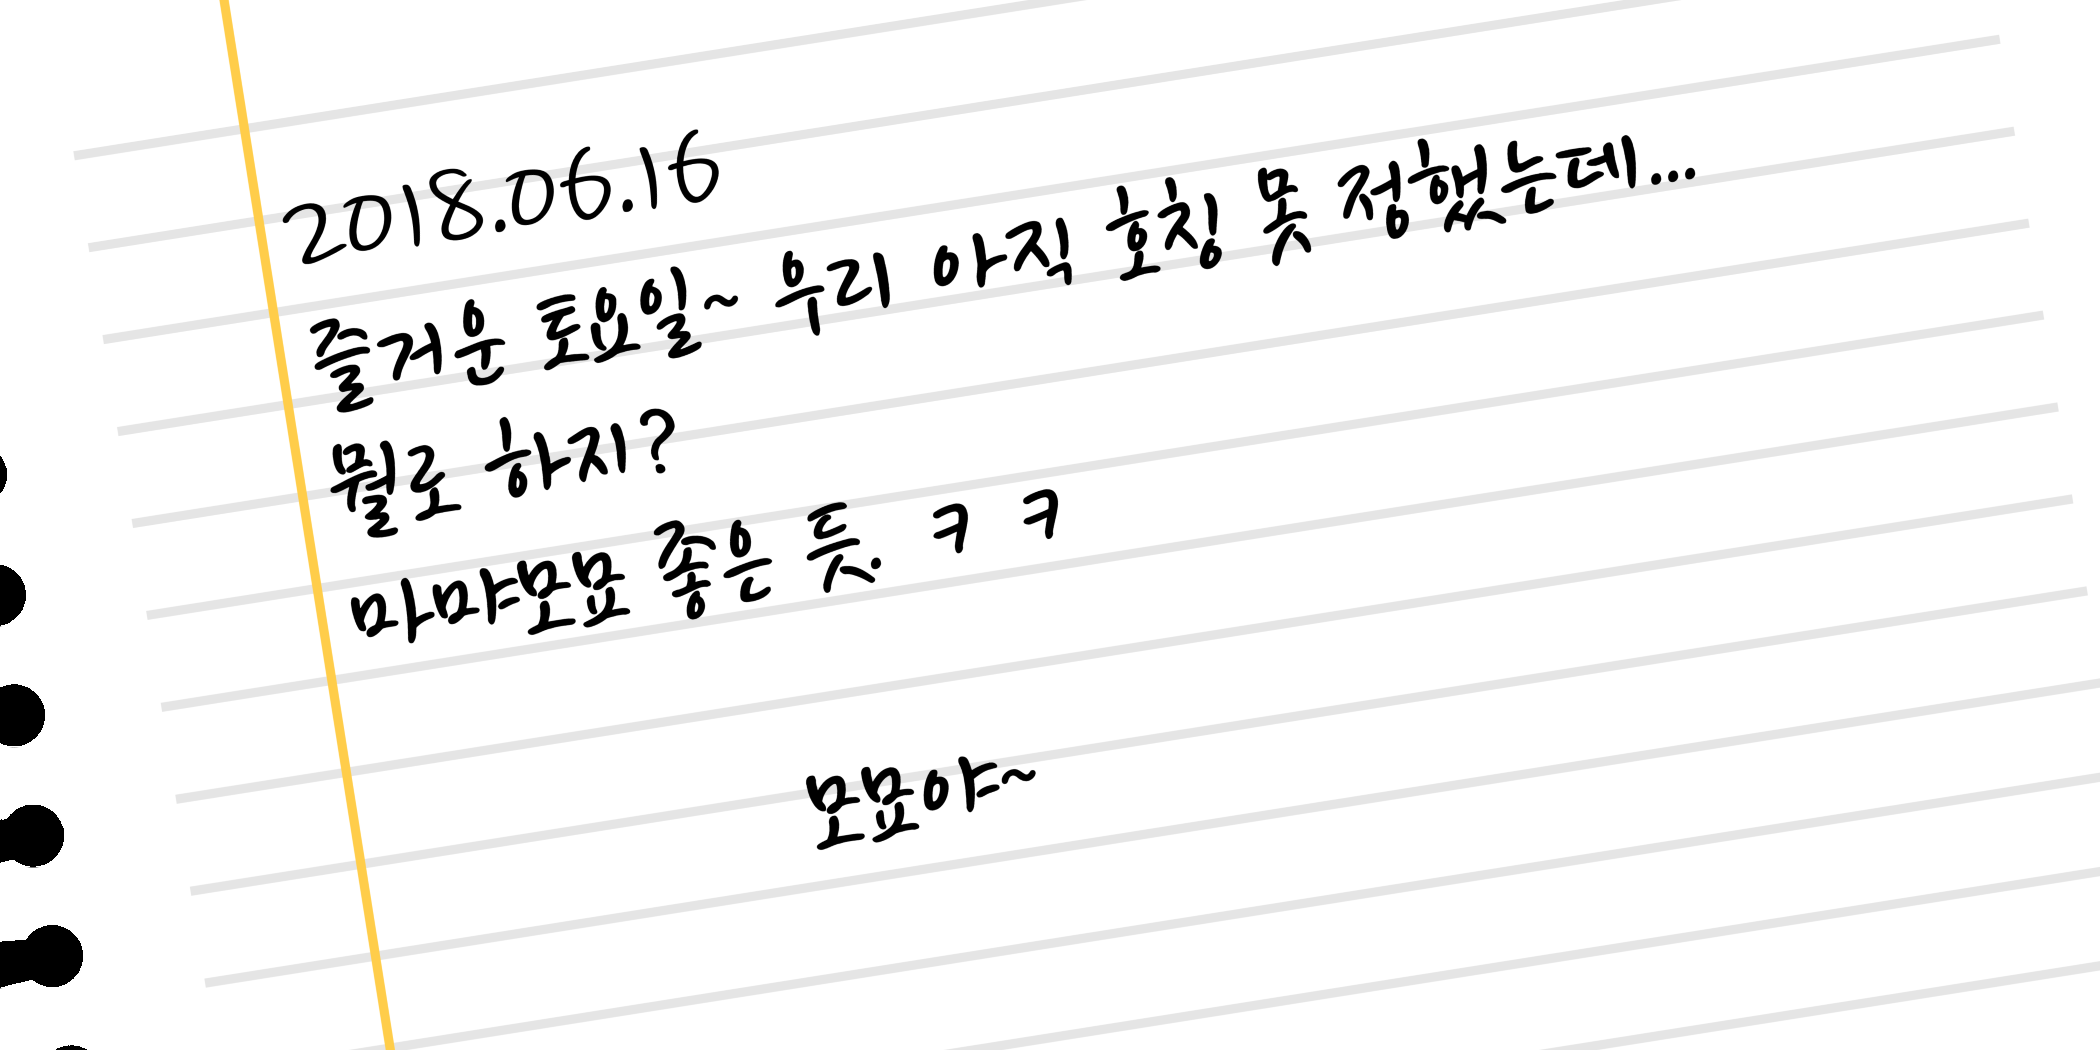 2018.06.16
즐거운 토요일~ 우리 아직 호칭 못 정했는데...
뭘로 하지?
마먀모묘 좋은 듯. ㅋ ㅋ
모묘야~